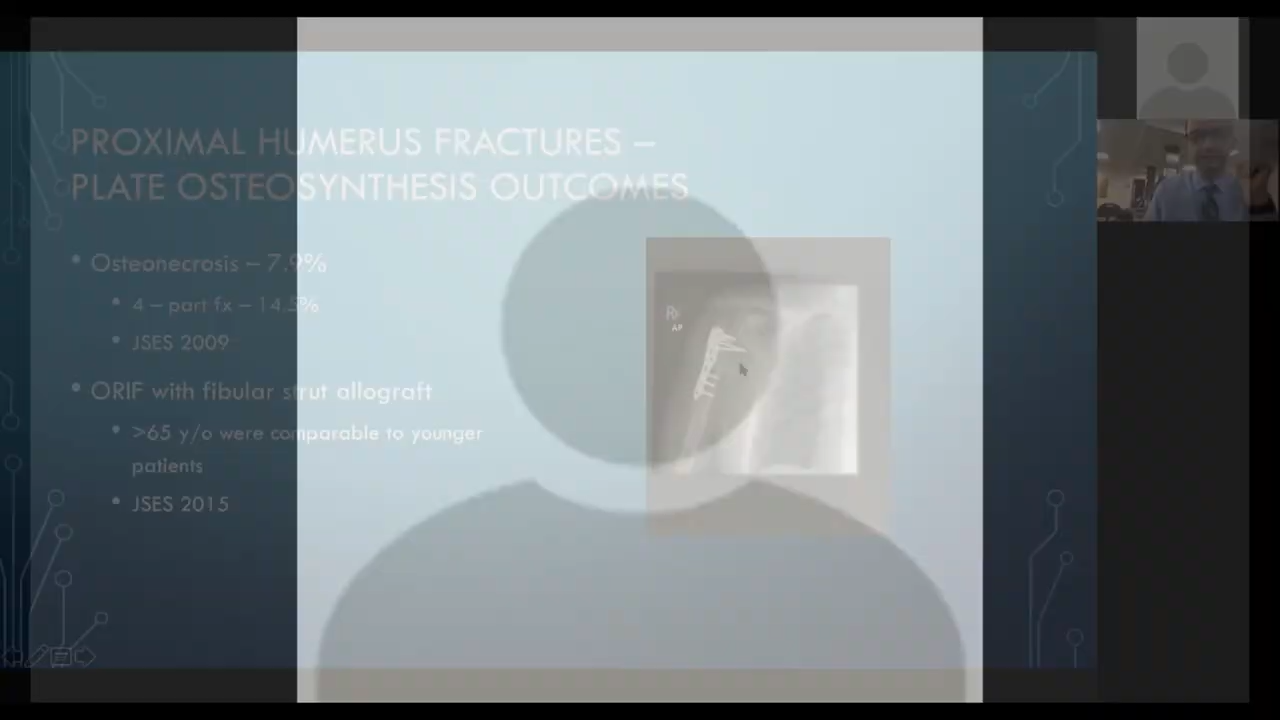 PROXIMAL HUMERUS FRACTURES –
PLATE OSTEOSYNTHESIS OUTCOMES
• Osteonecrosis – 7.9%
• 4 – part fx – 14.5%
• JSES 2009
• ORIF with fibular strut allograft
• >65 y/o were comparable to younger
patients
• JSES 2015
R
AP